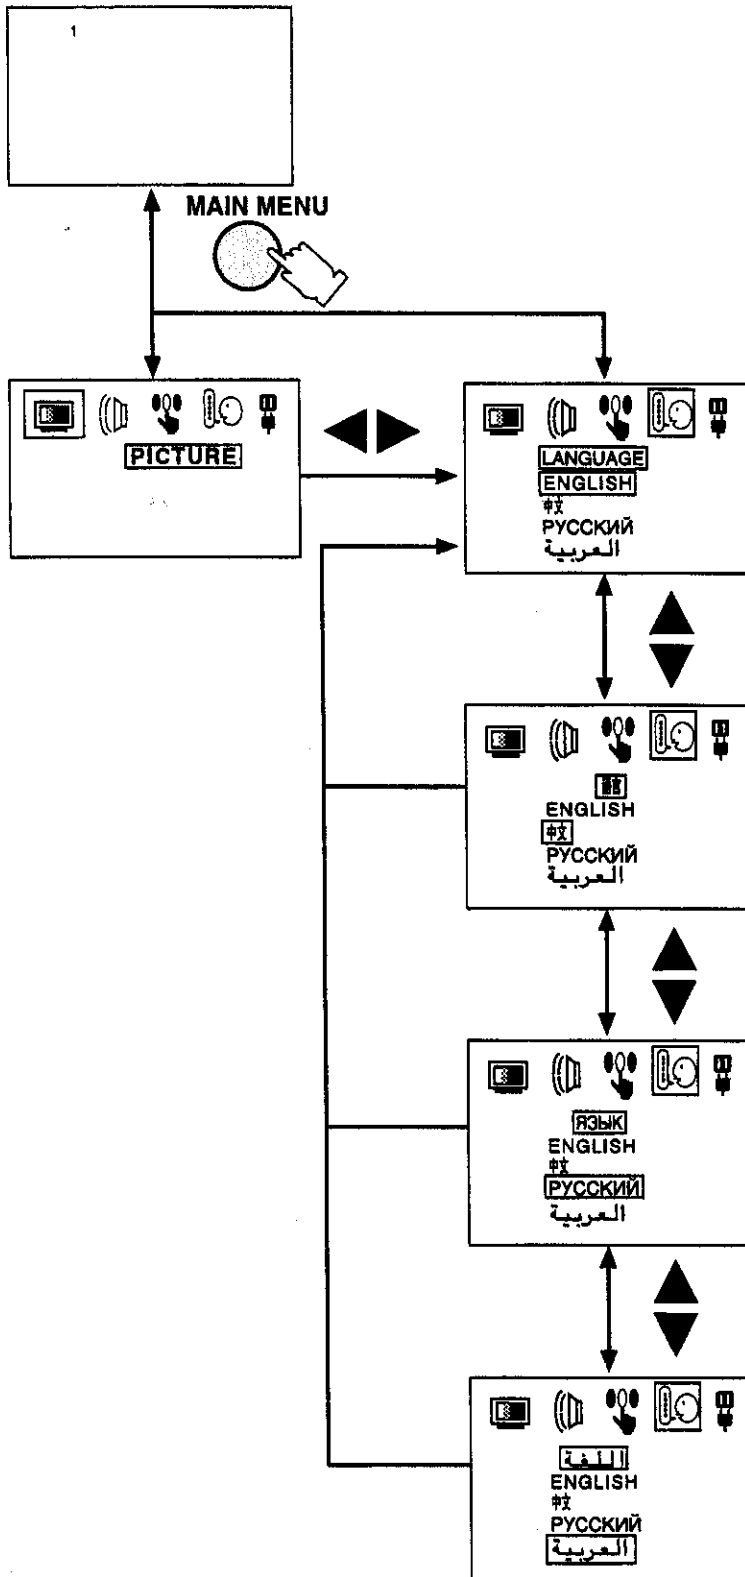 1
MAIN MENU
PICTURE
LANGUAGE
ENGLISH
中文
РУССКИЙ
العربية
ENGLISH
中文
РУССКИЙ
العربية
ЯЗЫК
ENGLISH
中文
РУССКИЙ
العربية
ENGLISH
中文
РУССКИЙ
العربية